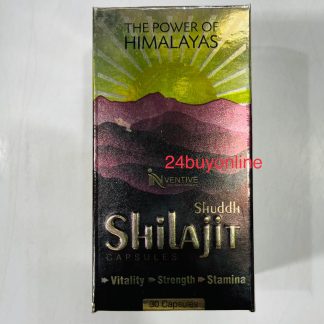 THE POWER OF
HIMALAYAS
24buyonline
INVENTIVE
Shuddh
SHILAJIT
CAPSULES
Vitality Strength Stamina
30 Capsules